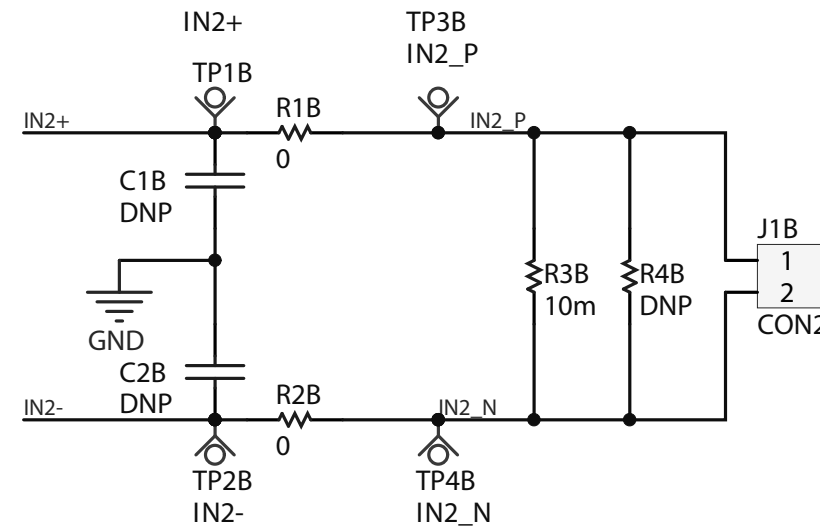 IN2+
TP3B
IN2_P
TP1B
IN2+
R1B
0
IN2_P
C1B
DNP
J1B
1
2
CON2
R3B
10m
R4B
DNP
GND
C2B
DNP
IN2-
R2B
0
IN2_N
TP2B
IN2-
TP4B
IN2_N